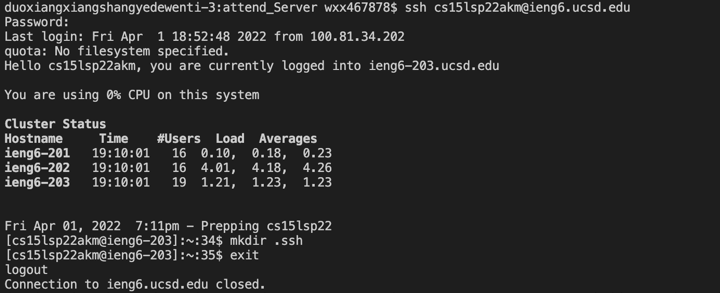 duoxiangxiangshangyedewenti-3:attend_Server wxx467878$ ssh cs15lsp22akm@ieng6.ucsd.edu
Password:
Last login: Fri Apr  1 18:52:48 2022 from 100.81.34.202
quota: No filesystem specified.
Hello cs15lsp22akm, you are currently logged into ieng6-203.ucsd.edu
You are using 0% CPU on this system
Cluster Status
Hostname     Time    #Users  Load  Averages
ieng6-201   19:10:01   16  0.10,  0.18,  0.23
ieng6-202   19:10:01   16  4.01,  4.18,  4.26
ieng6-203   19:10:01   19  1.21,  1.23,  1.23
Fri Apr 01, 2022  7:11pm - Prepping cs15lsp22
[cs15lsp22akm@ieng6-203]:~:34$ mkdir .ssh
[cs15lsp22akm@ieng6-203]:~:35$ exit
logout
Connection to ieng6.ucsd.edu closed.